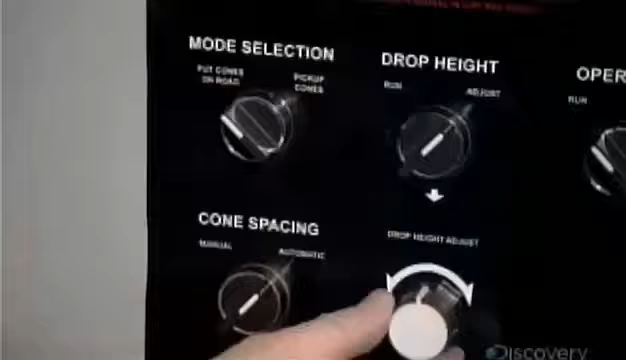 MODE SELECTION
PUT CONES
ON ROAD
PICKUP
CONES
DROP HEIGHT
RUN
ADJUST
OPER
RUN
CONE SPACING
MANUAL
AUTOMATIC
DROP HEIGHT ADJUST
Discovery